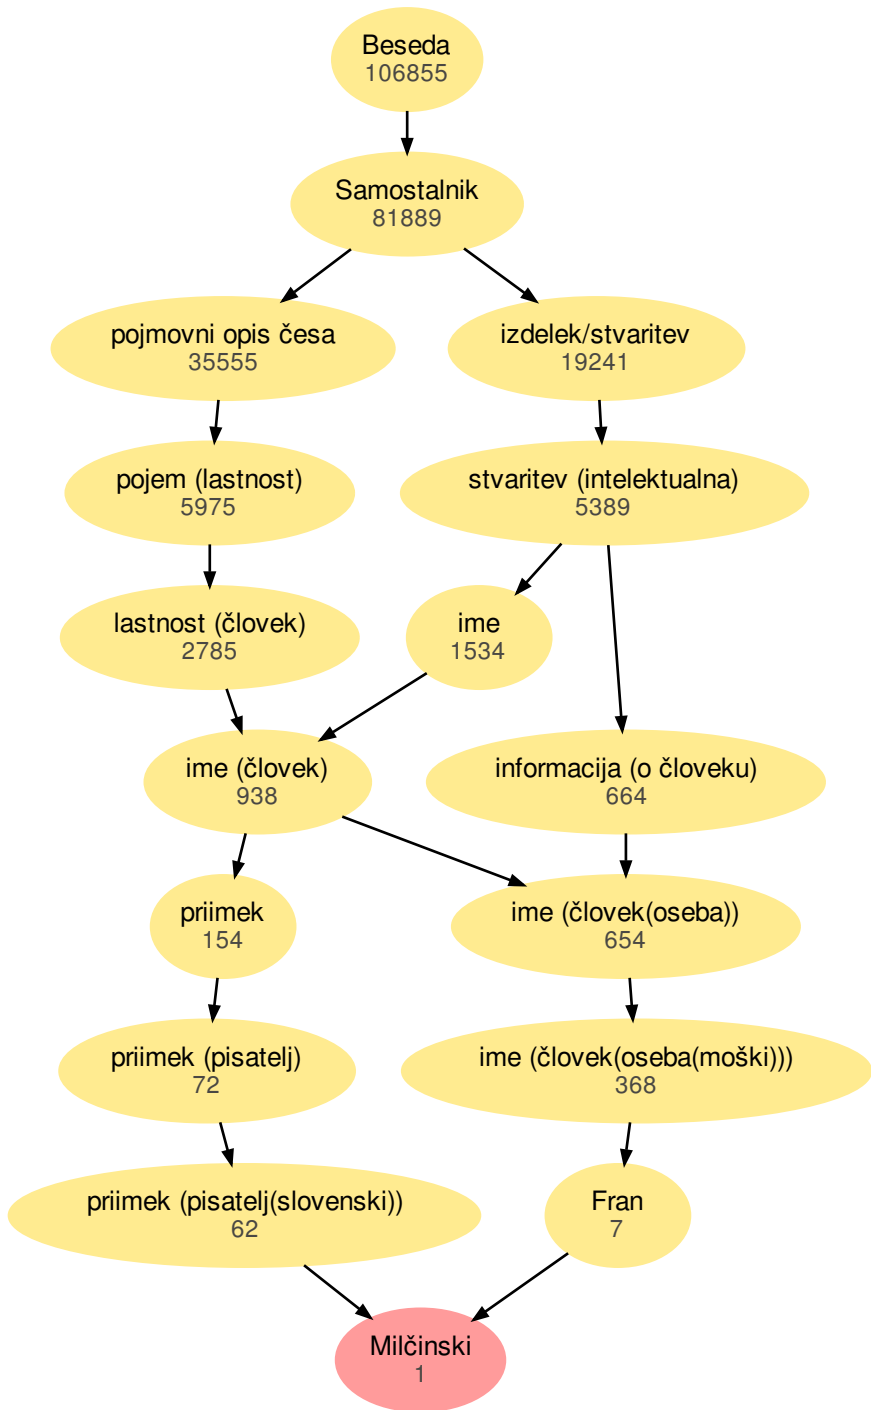 Beseda
106855
Samostalnik
81889
pojmovni opis česa
35555
izdelek/stvaritev
19241
pojem (lastnost)
5975
stvaritev (intelektualna)
5389
lastnost (človek)
2785
ime
1534
ime (človek)
938
informacija (o človeku)
664
priimek
154
ime (človek(oseba))
654
priimek (pisatelj)
72
ime (človek(oseba(moški)))
368
priimek (pisatelj(slovenski))
62
Fran
7
Milčinski
1